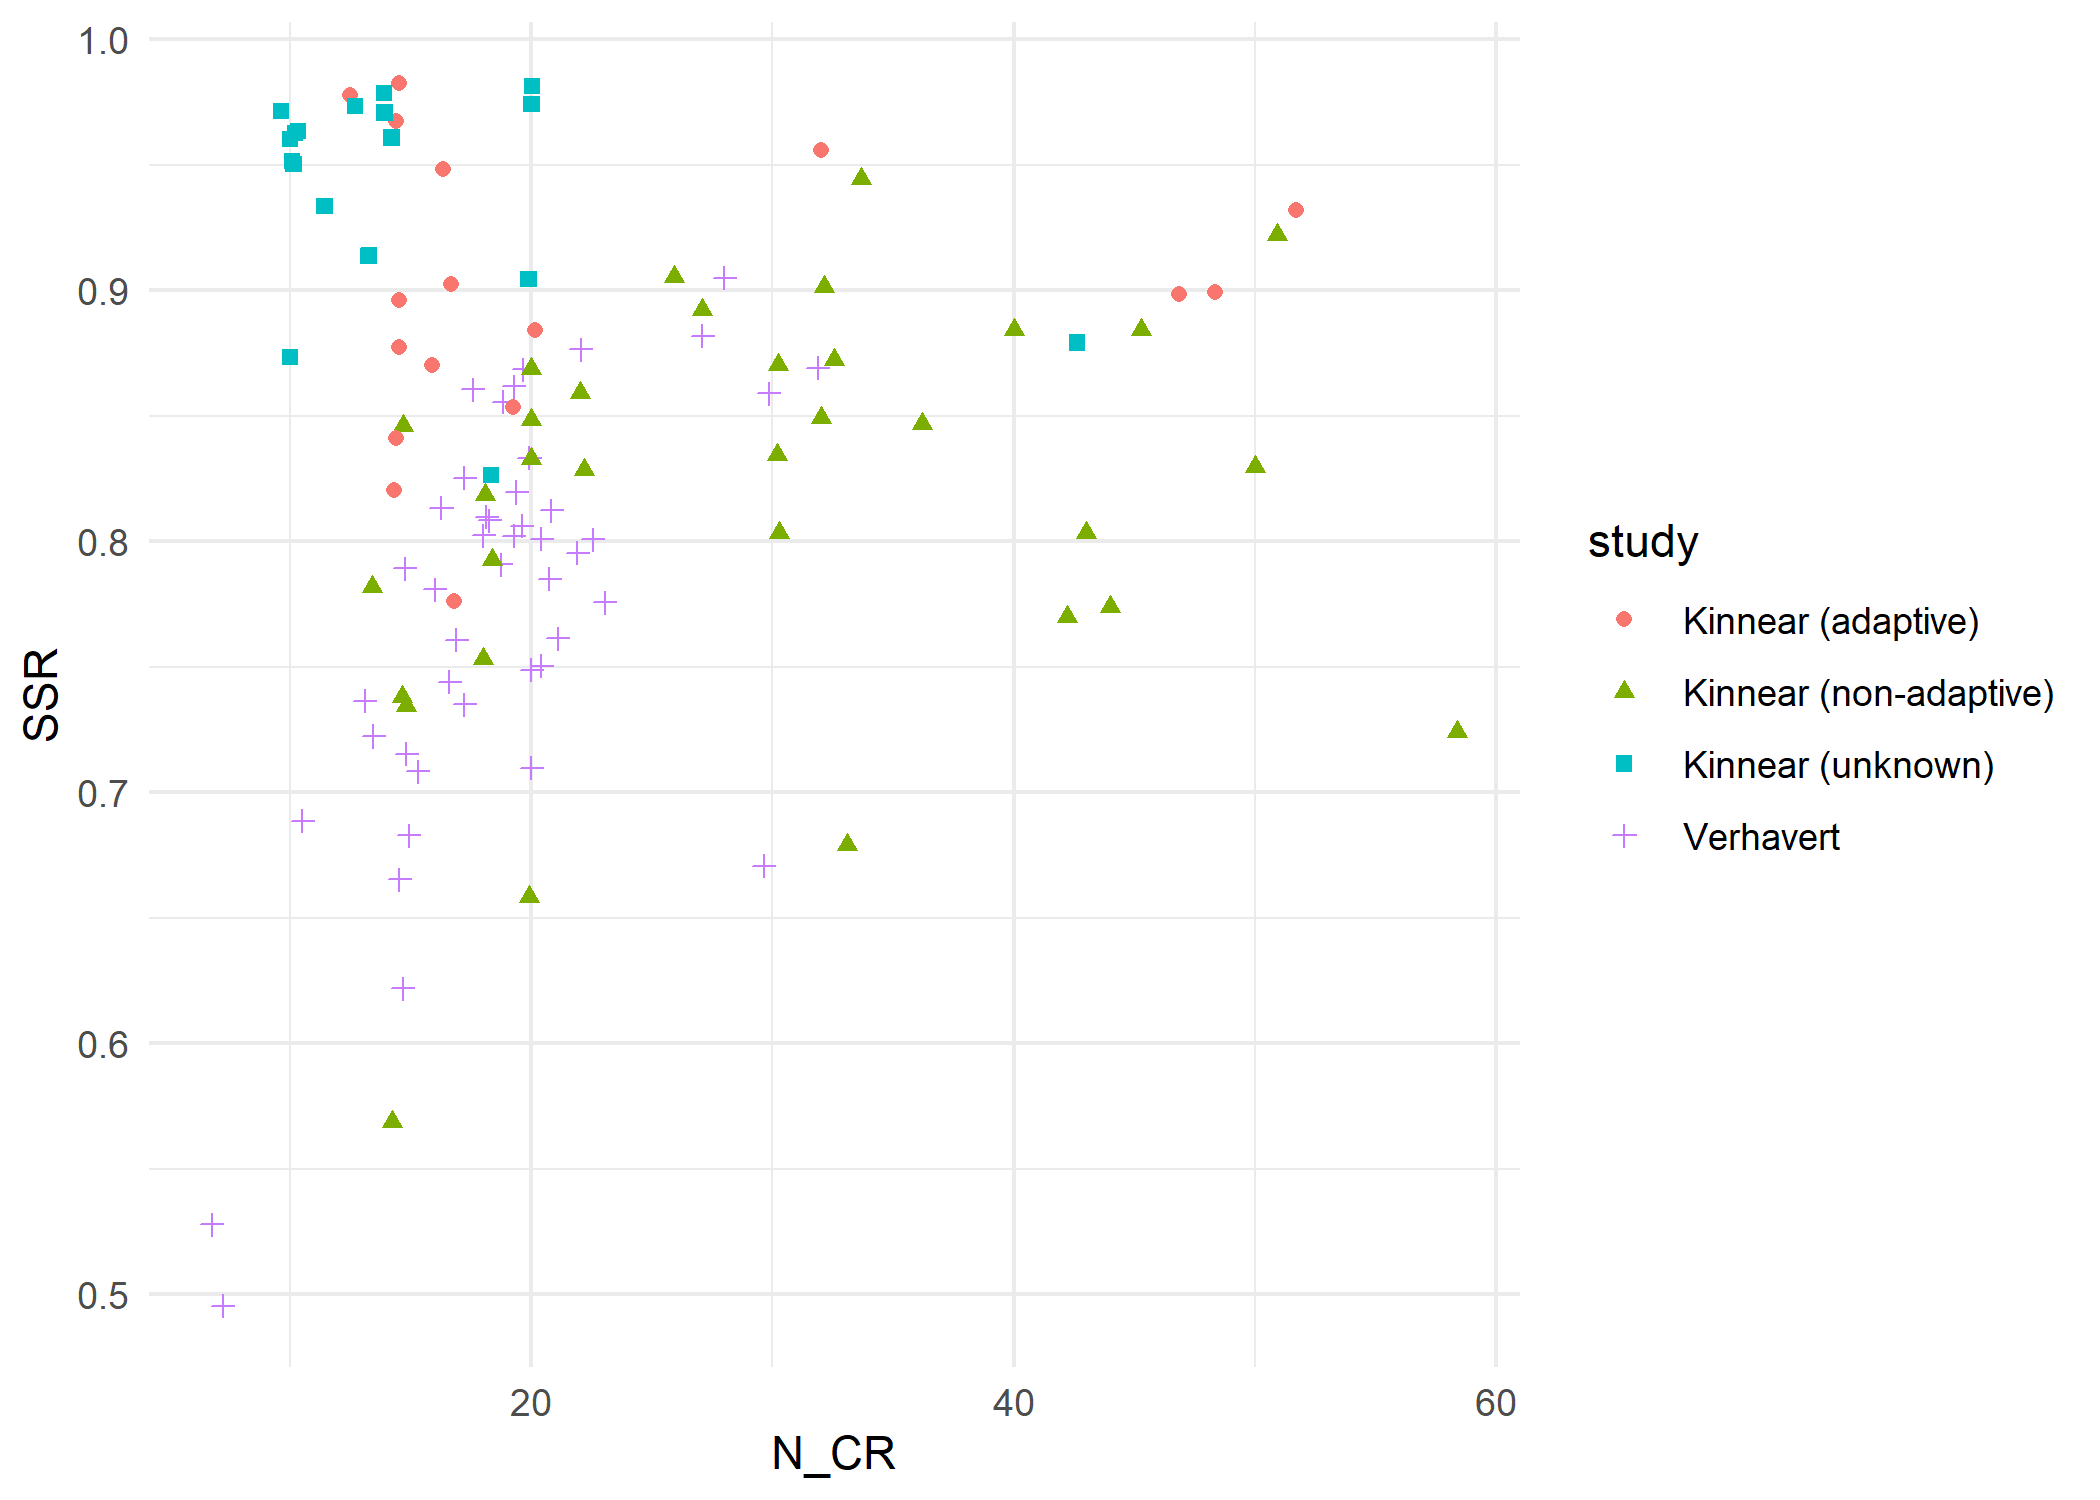 1.0
0.9
0.8
0.7
0.6
0.5
SSR
20
40
60
N_CR
study
Kinnear (adaptive)
Kinnear (non-adaptive)
Kinnear (unknown)
Verhavert